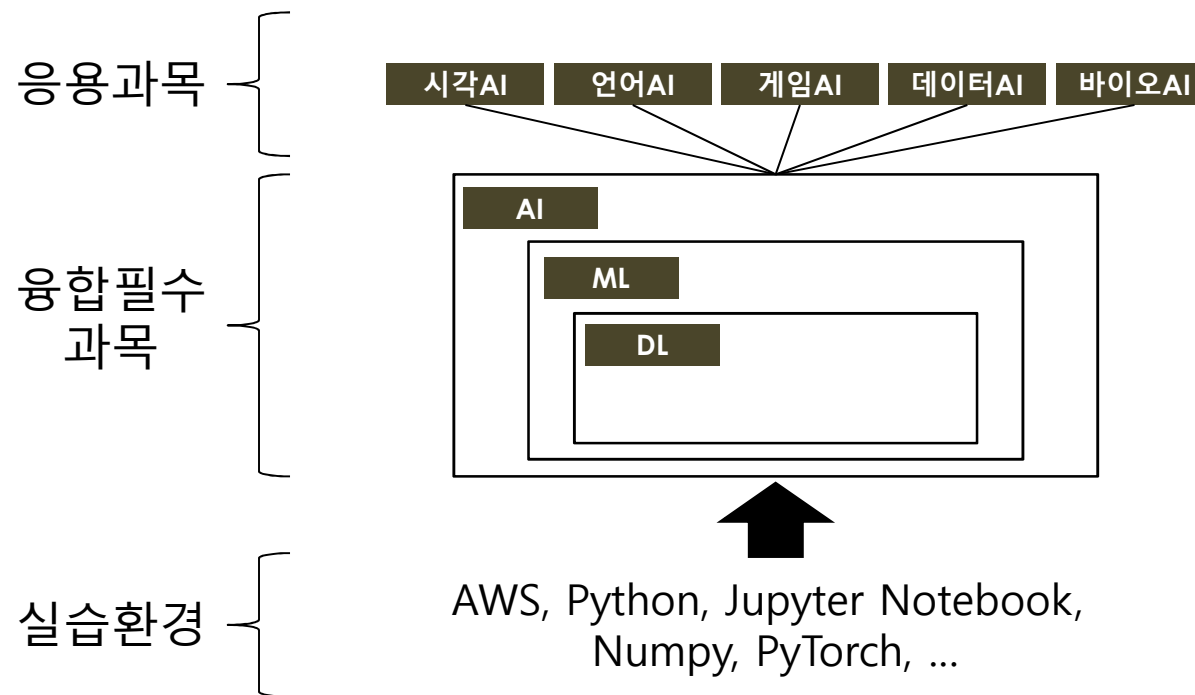 응용과목
시각AI
언어AI
게임AI
데이터AI
바이오AI
융합필수
과목
AI
ML
DL
실습환경
AWS, Python, Jupyter Notebook,
Numpy, PyTorch, ...